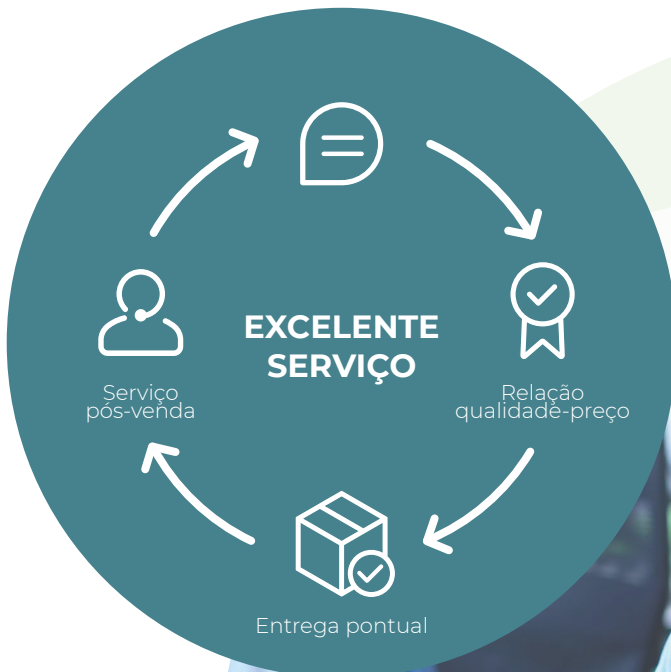 EXCELENTE
SERVIÇO
Serviço
pós-venda
Relação
qualidade-preço
Entrega pontual